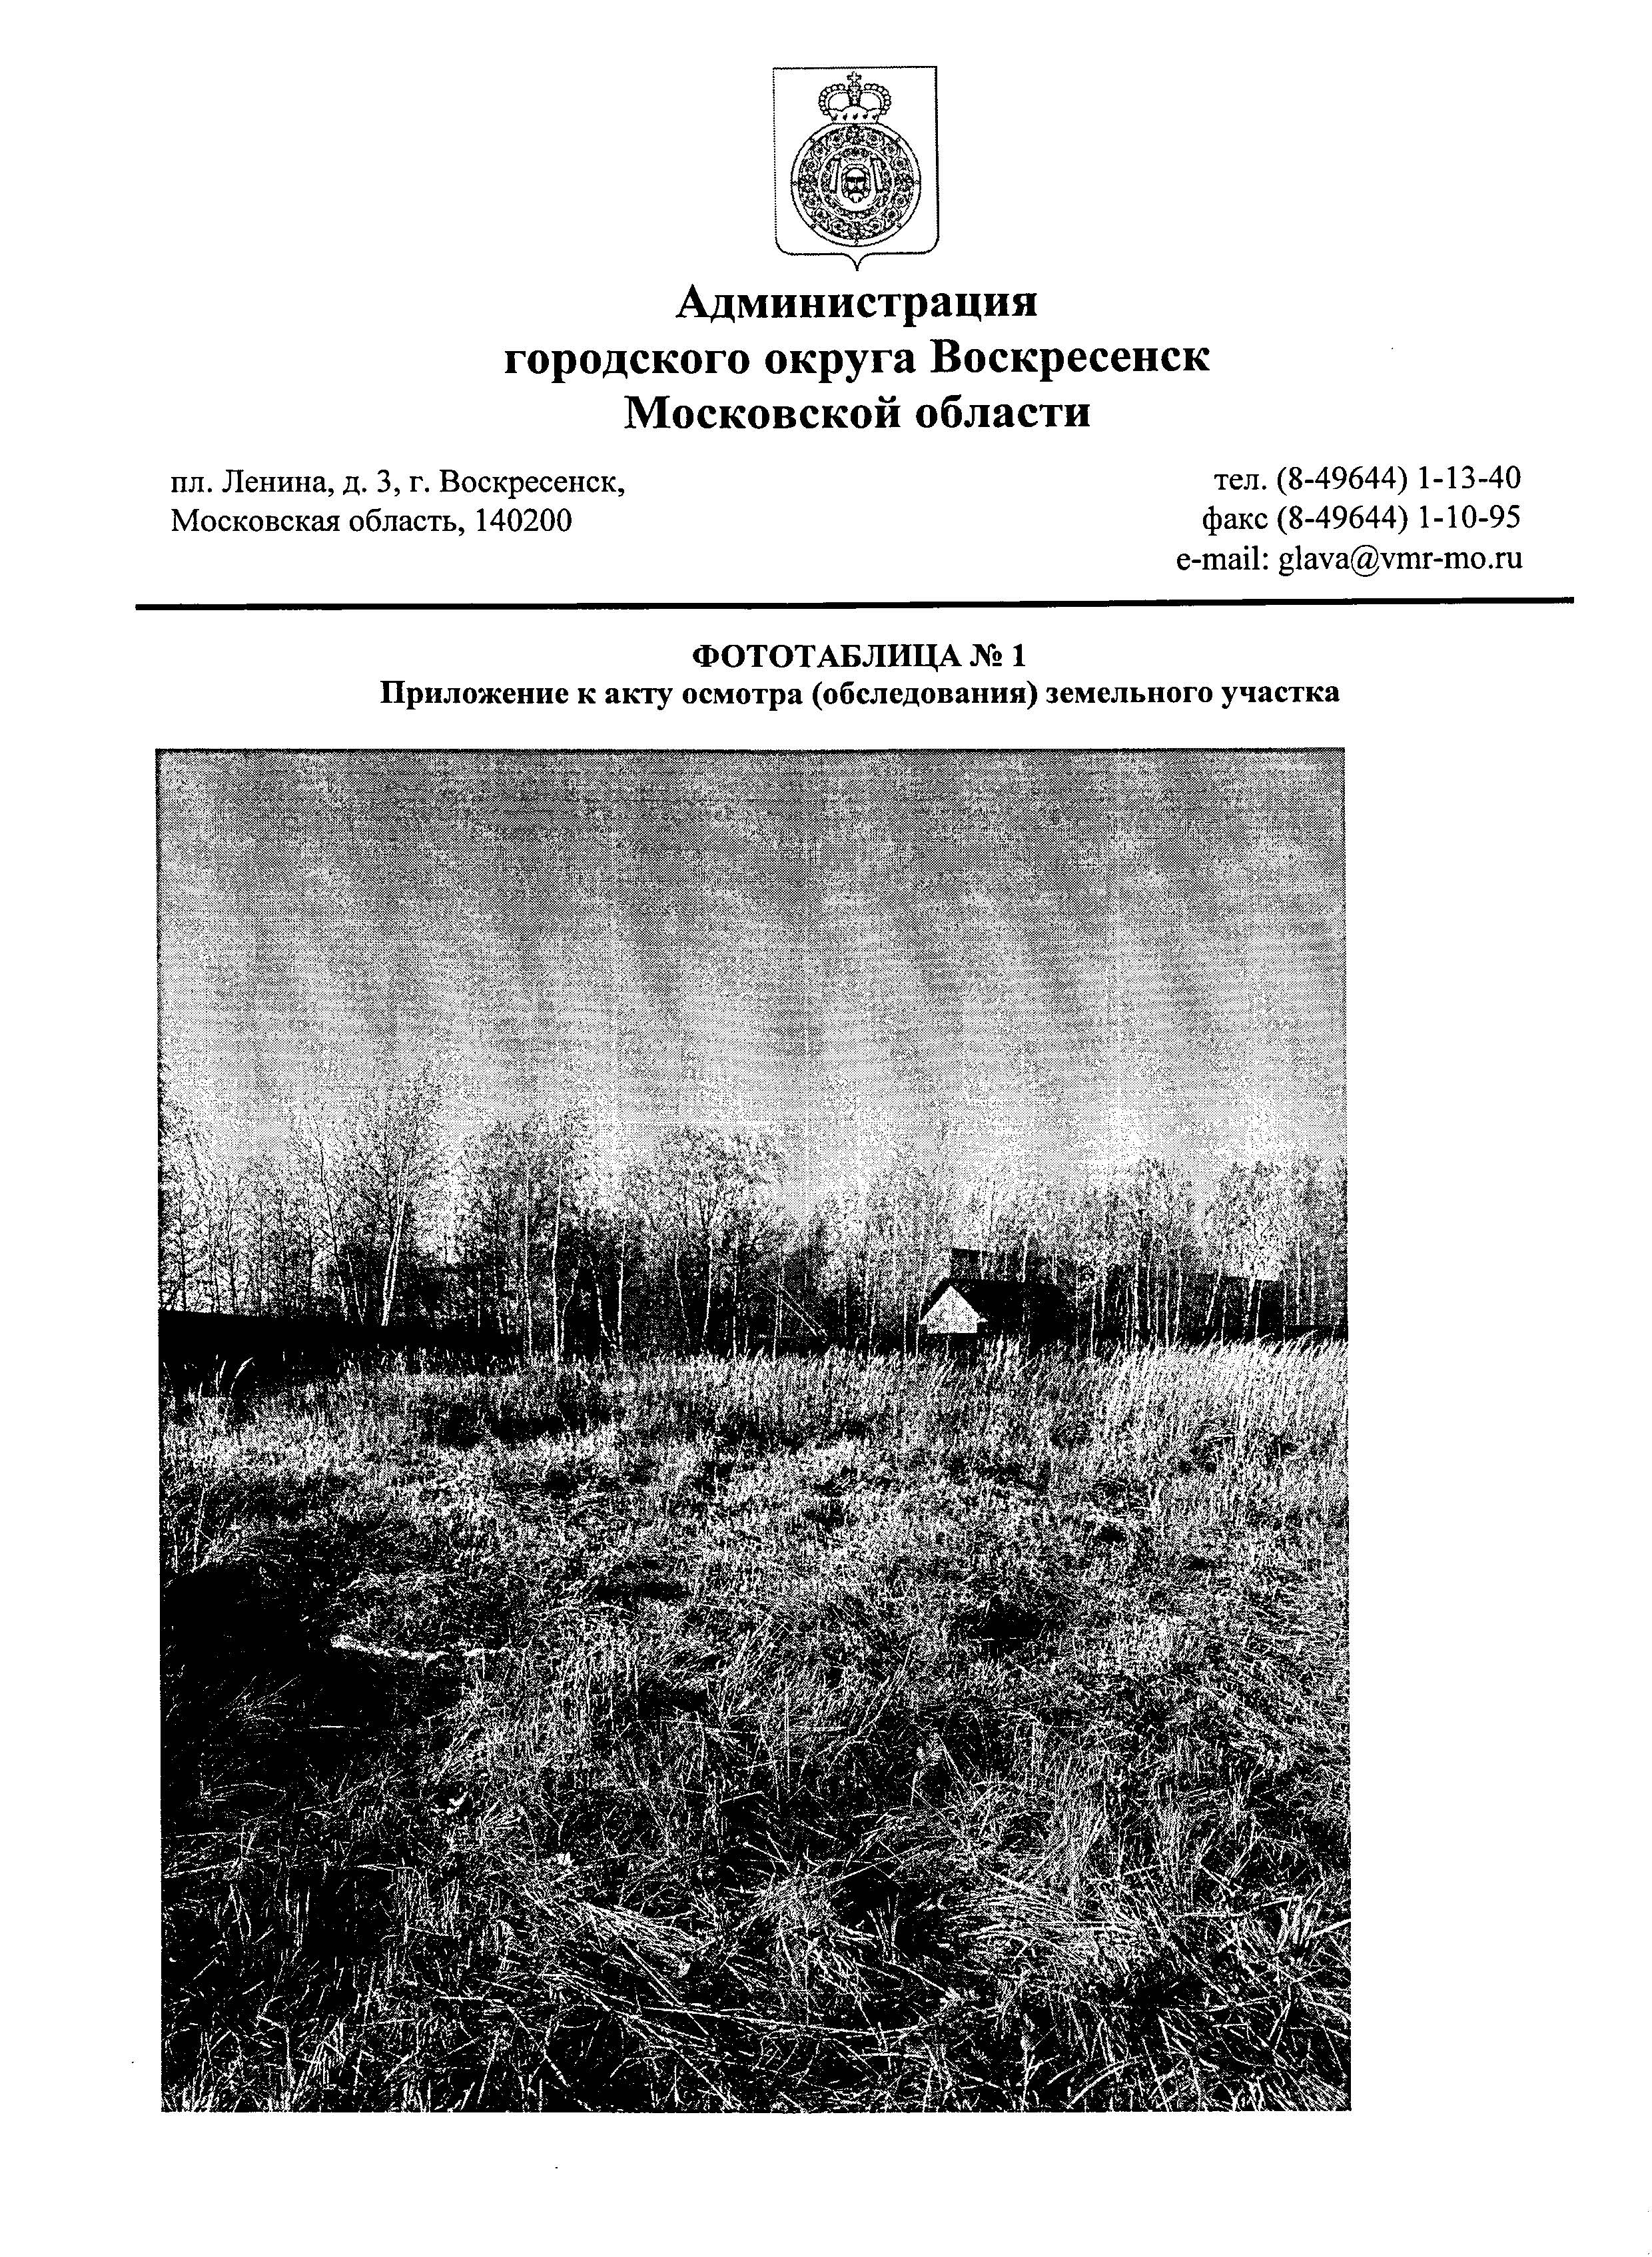 Администрация
городского округа Воскресенск
Московской области
пл. Ленина, д. 3, г. Воскресенск,
Московская область, 140200
тел. (8-49644) 1-13-40
факс (8-49644) 1-10-95
e-mail: glava@vmr-mo.ru
ФОТОТАБЛИЦА № 1
Приложение к акту осмотра (обследования) земельного участка